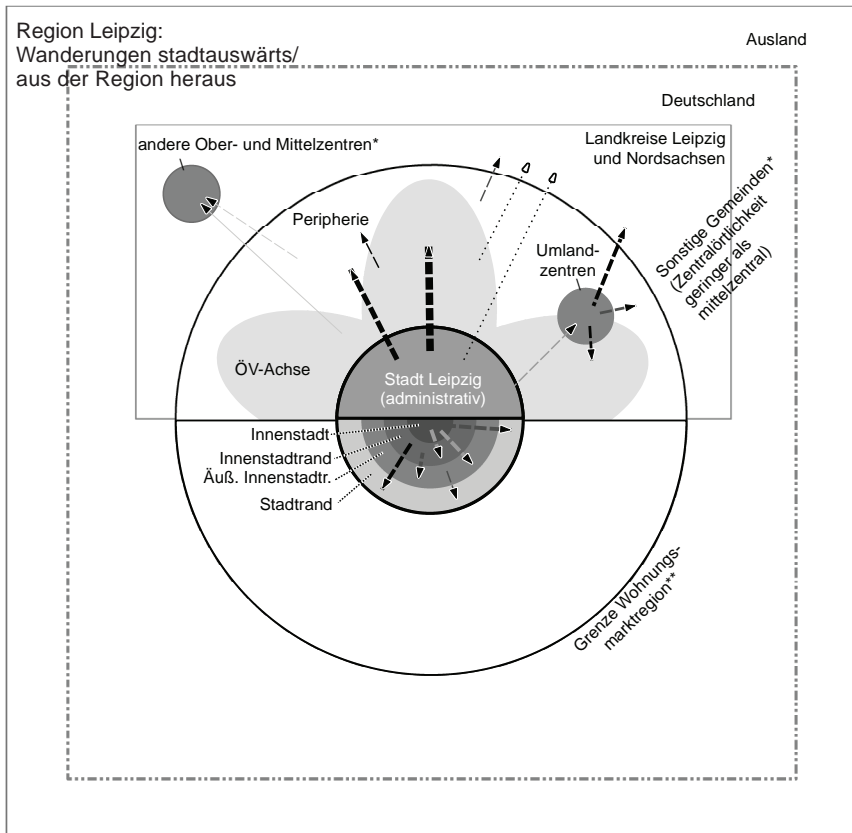 Region Leipzig:
Wanderungen stadtauswärts/
aus der Region heraus
Ausland
Deutschland
andere Ober- und Mittelzentren*
Landkreise Leipzig
und Nordsachsen
Sonstige Gemeinden*
(Zentralörtlichkeit
geringer als
mittelzentral)
Peripherie
Umland-
zentren
ÖV-Achse
Stadt Leipzig
(administrativ)
Innenstadt
Innenstadtrand
Äuß. Innenstadtr.
Stadtrand
Grenze Wohnungs-
marktregion**